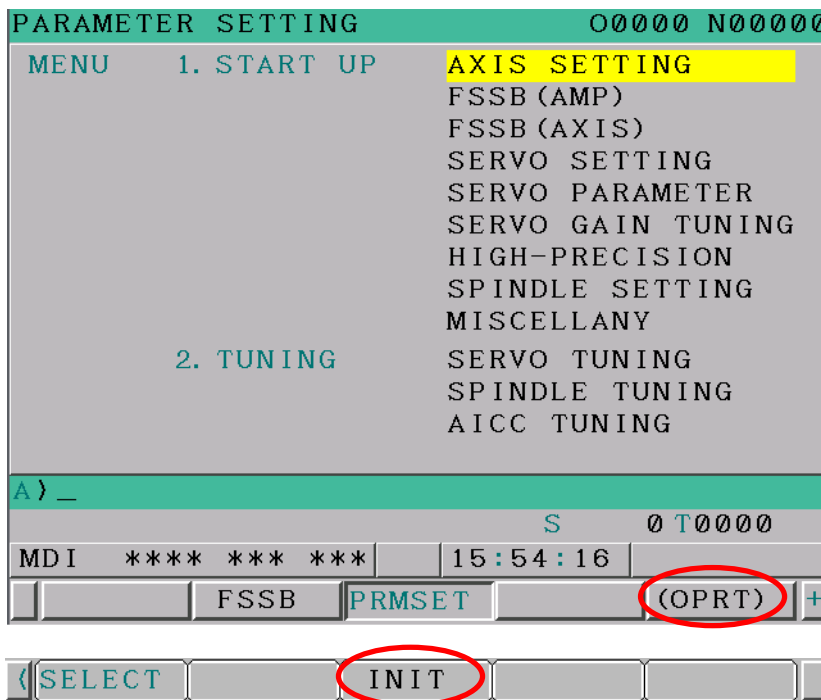 PARAMETER SETTING O0000 N00000
MENU 1. START UP AXIS SETTING
FSSB(AMP)
FSSB(AXIS)
SERVO SETTING
SERVO PARAMETER
SERVO GAIN TUNING
HIGH-PRECISION
SPINDLE SETTING
MISCELLANY
2. TUNING SERVO TUNING
SPINDLE TUNING
AICC TUNING
A)_
S 0 T0000
MDI **** *** *** 15:54:16
FSSB PRMSET (OPRT) +
( SELECT INIT